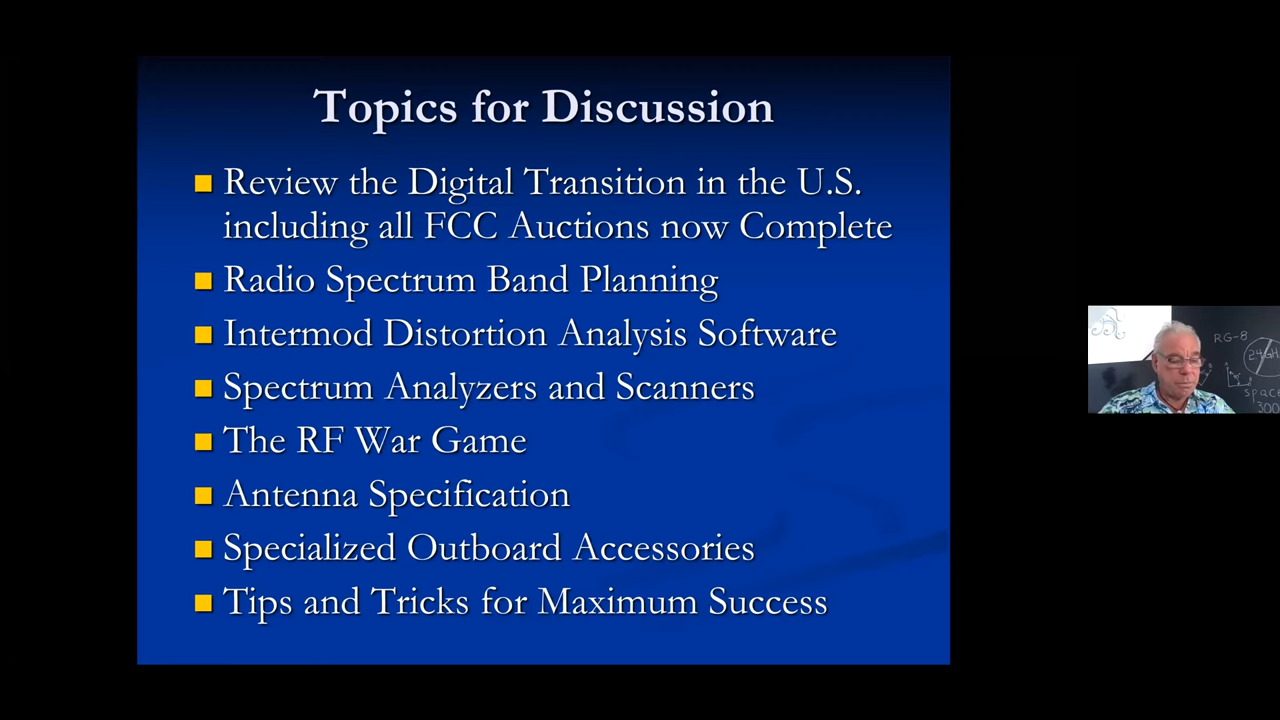 Topics for Discussion
Review the Digital Transition in the U.S.
including all FCC Auctions now Complete
Radio Spectrum Band Planning
Intermod Distortion Analysis Software
Spectrum Analyzers and Scanners
The RF War Game
Antenna Specification
Specialized Outboard Accessories
Tips and Tricks for Maximum Success
RG-8
space
300